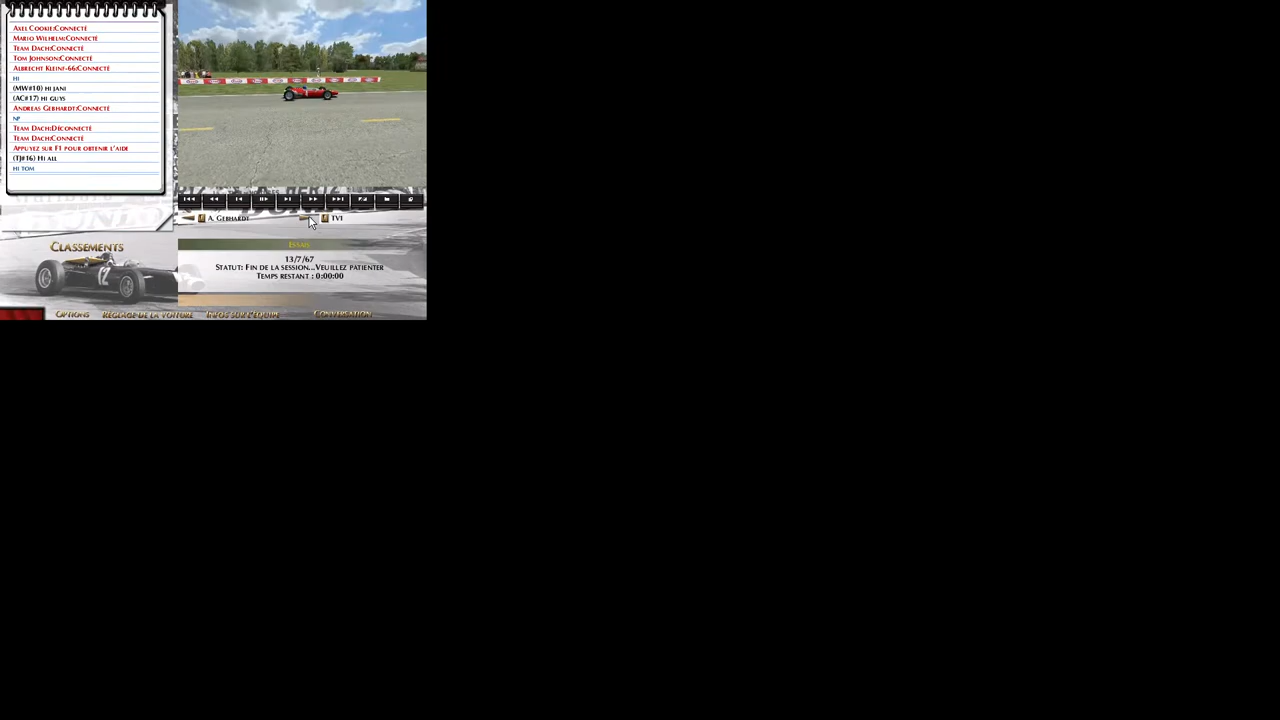 Axel Cookie:Connecté
Mario Wilhelm:Connecté
Team Dach:Connecté
Tom Johnson:Connecté
Albrecht Kleinf-66:Connecté
hi
(MW#10) hi jani
(AC#17) hi guys
Andreas Gebhardt:Connecté
np
Team Dach:Déconnecté
Team Dach:Connecté
Appuyez sur F1 pour obtenir l'aide
(TJ#16) Hi all
hi tom
A. Gebhardt
TV1
Classements
Essais
13/7/67
Statut: Fin de la session...Veuillez patienter
Temps restant : 0:00:00
Options
Réglage de la voiture
Infos sur l'équipe
Conversation...